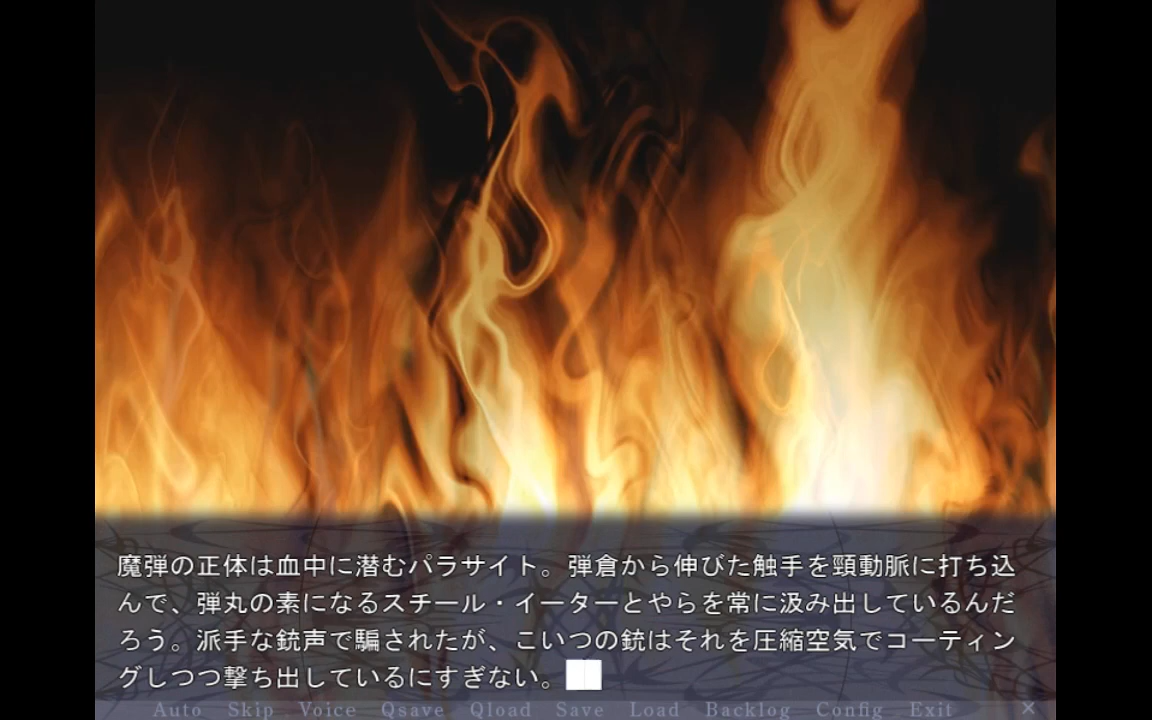 魔弾の正体は血中に潜むパラサイト。弾倉から伸びた触手を頸動脈に打ち込
んで、弾丸の素になるスチール・イーターとやらを常に汲み出しているんだ
ろう。派手な銃声で騙されたが、こいつの銃はそれを圧縮空気でコーティン
グしつつ撃ち出しているにすぎない。
Auto Skip Voice Qsave Qload Save Load Backlog Config Exit ×